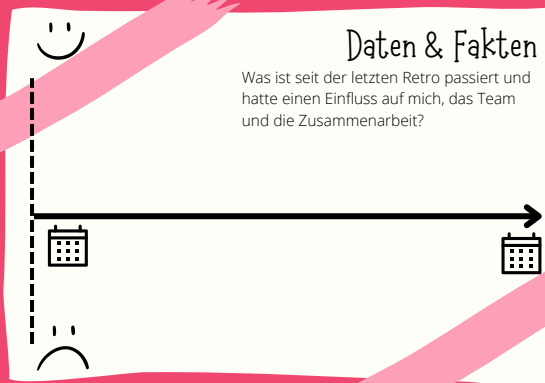 Daten & Fakten
Was ist seit der letzten Retro passiert und
hatte einen Einfluss auf mich, das Team
und die Zusammenarbeit?